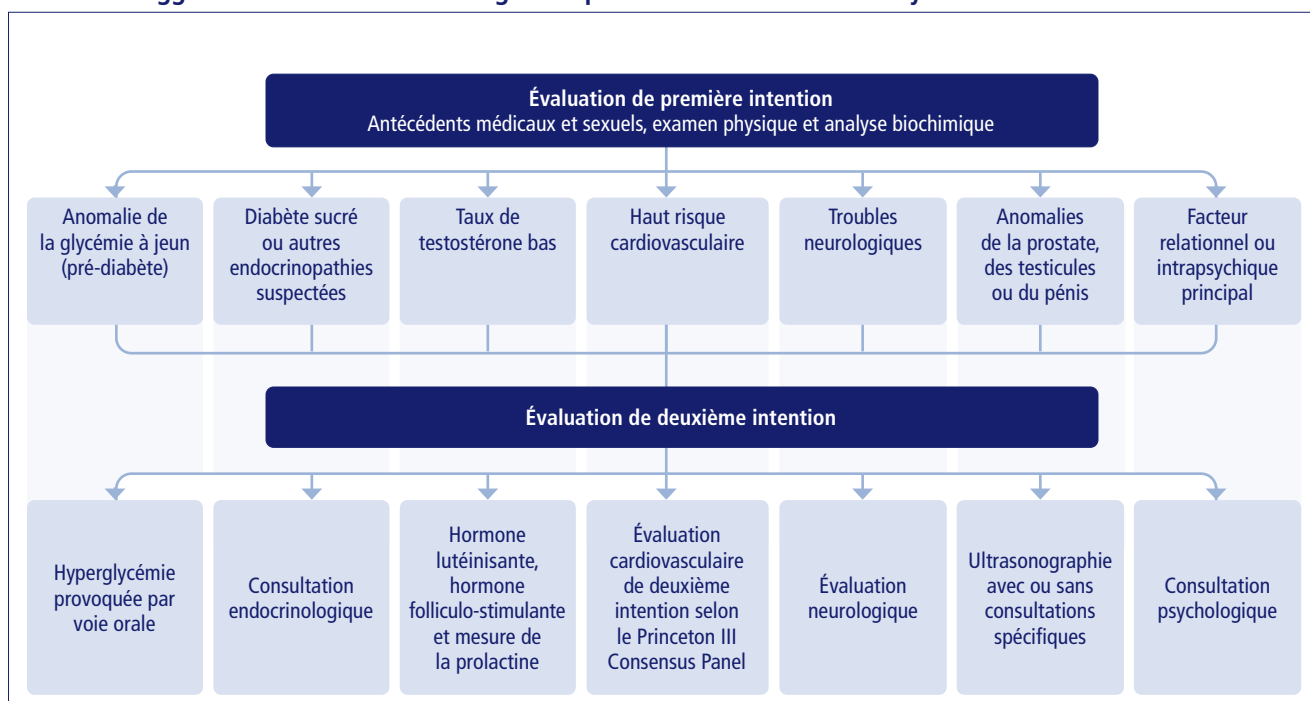 Évaluation de première intention
Antécédents médicaux et sexuels, examen physique et analyse biochimique
Anomalie de
la glycémie à jeun
(pré-diabète)
Diabète sucré
ou autres
endocrinopathies
suspectées
Taux de
testostérone bas
Haut risque
cardiovasculaire
Troubles
neurologiques
Anomalies
de la prostate,
des testicules
ou du pénis
Facteur
relationnel ou
intrapsychique
principal
Évaluation de deuxième intention
Hyperglycémie
provoquée par
voie orale
Consultation
endocrinologique
Hormone
lutéinisante,
hormone
folliculo-stimulante
et mesure de
la prolactine
Évaluation
cardiovasculaire
de deuxième
intention selon
le Princeton III
Consensus Panel
Évaluation
neurologique
Ultrasonographie
avec ou sans
consultations
spécifiques
Consultation
psychologique